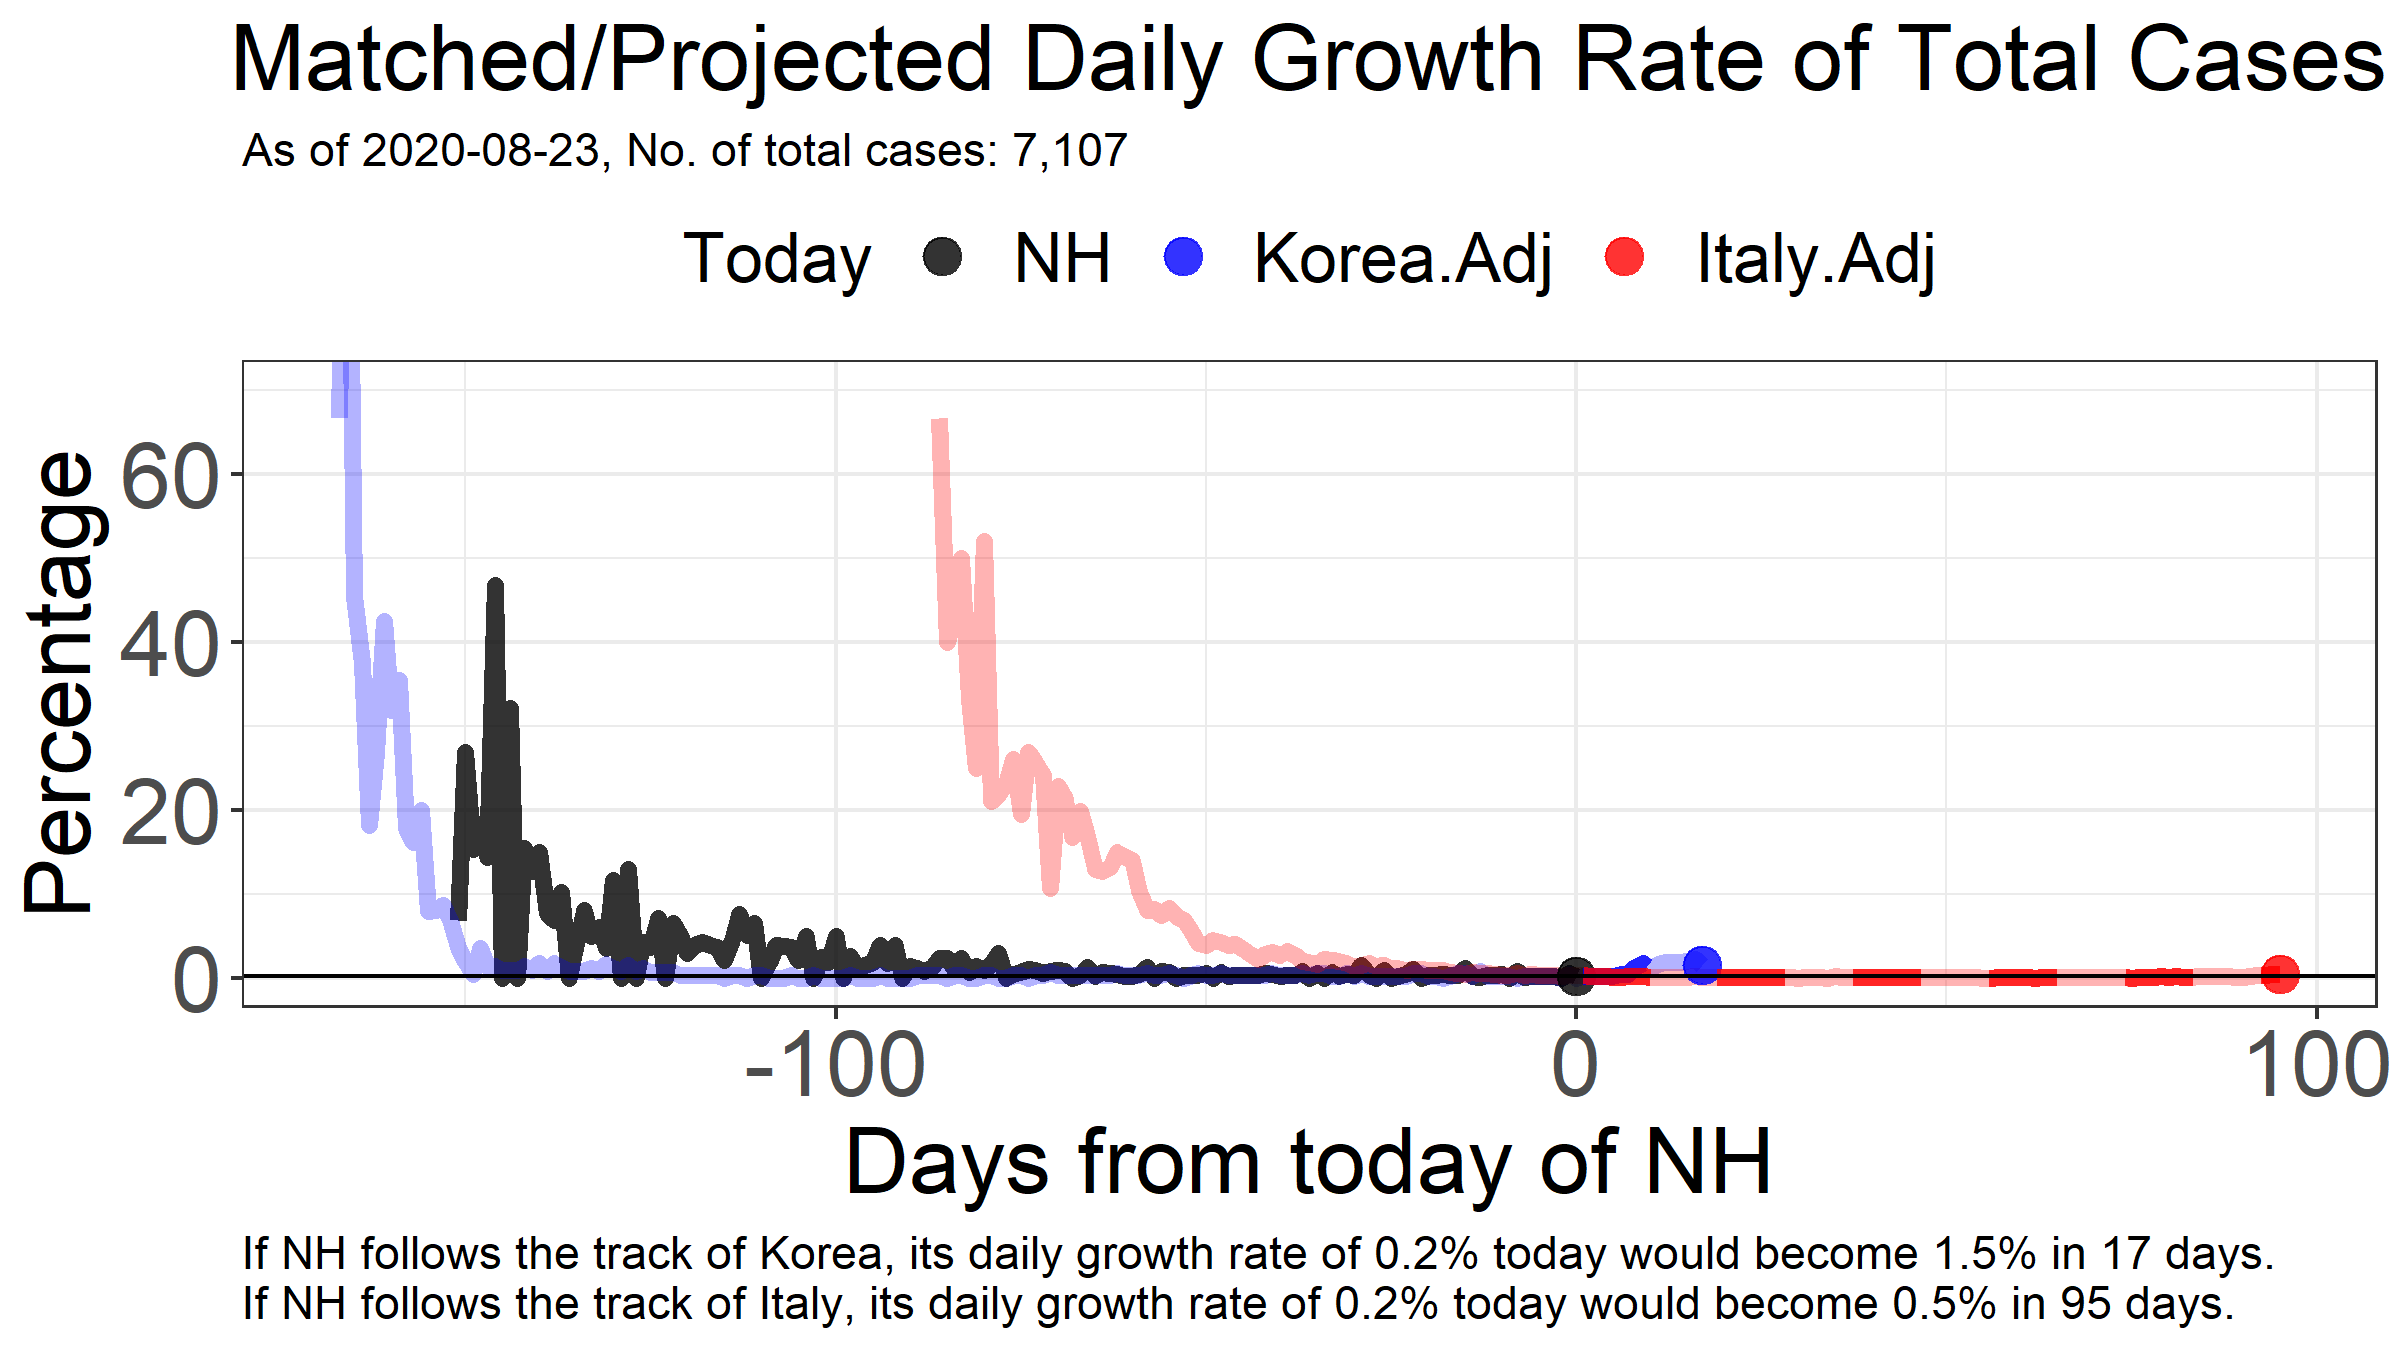 Matched/Projected Daily Growth Rate of Total Cases
As of 2020-08-23, No. of total cases: 7,107
Today NH Korea.Adj Italy.Adj
Percentage
60
40
20
0
-100 0 100
Days from today of NH
If NH follows the track of Korea, its daily growth rate of 0.2% today would become 1.5% in 17 days.
If NH follows the track of Italy, its daily growth rate of 0.2% today would become 0.5% in 95 days.